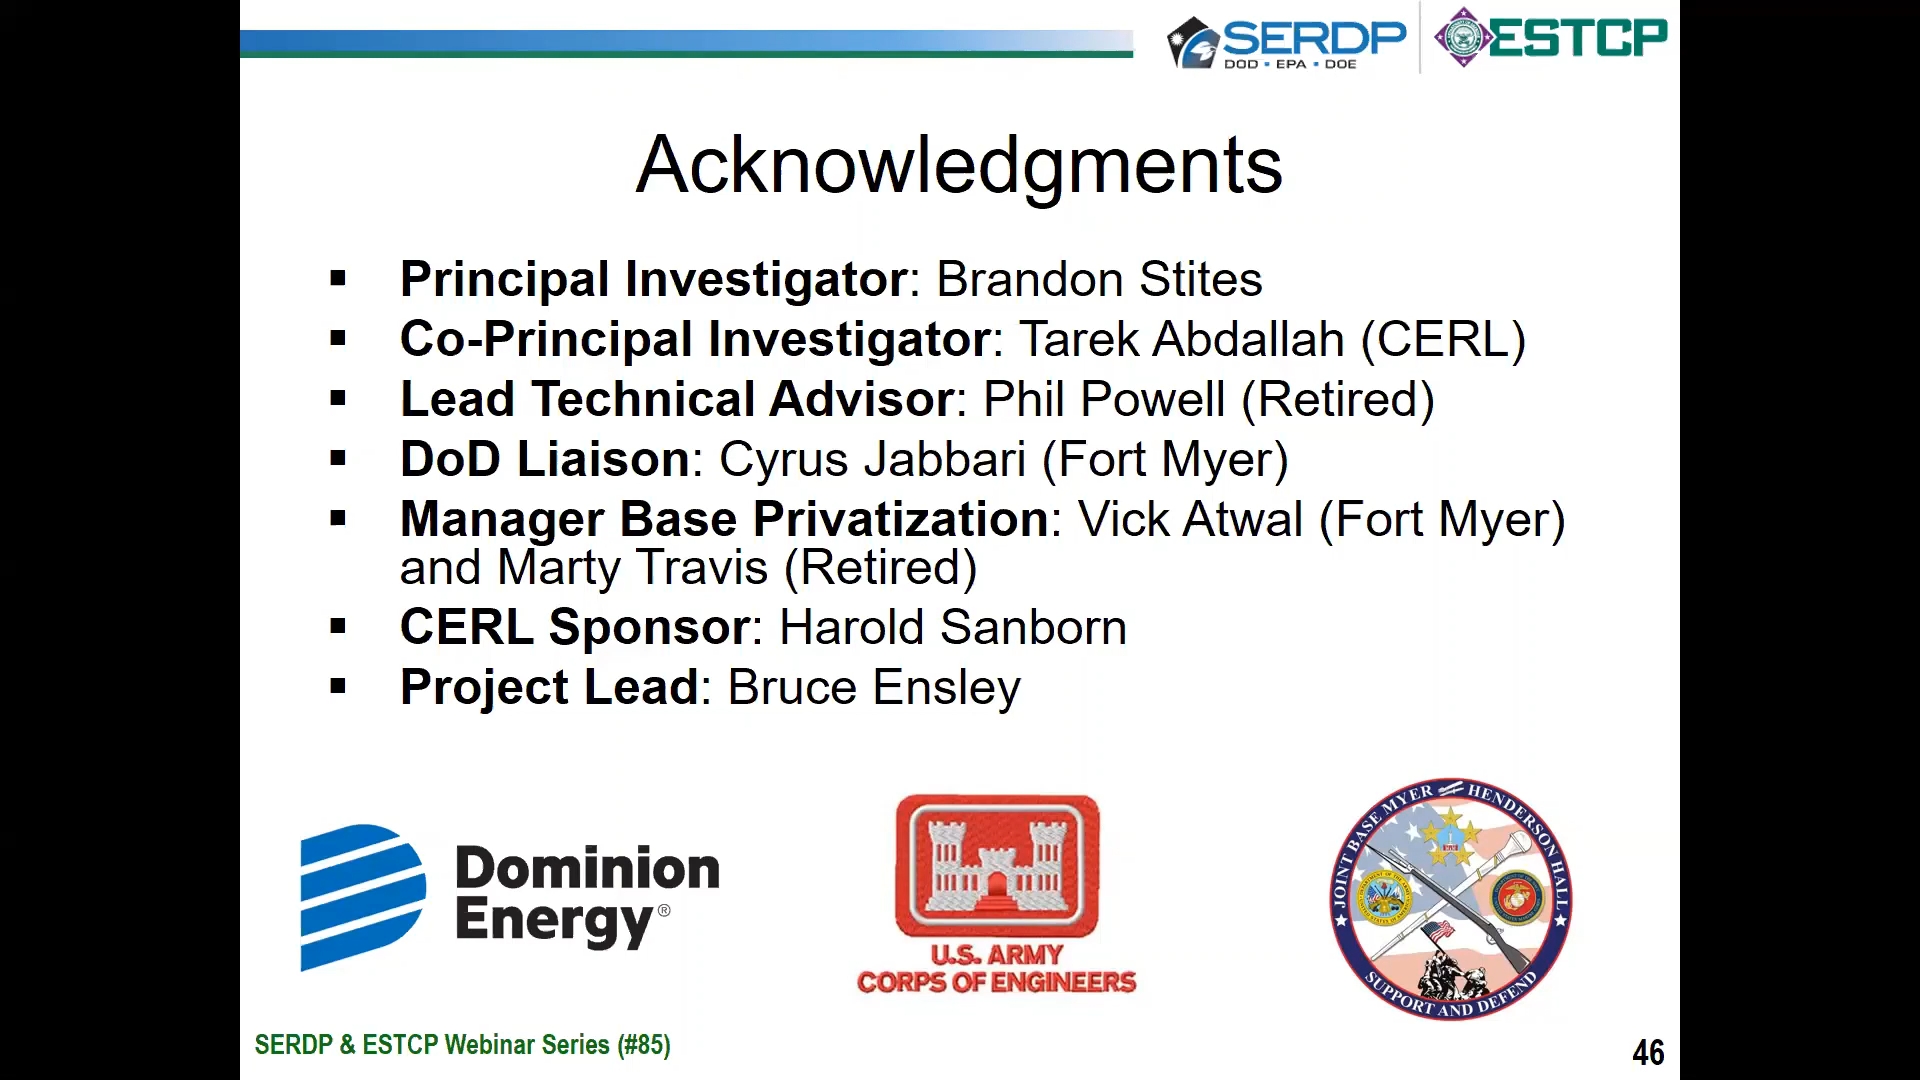 SERDP
DOD • EPA • DOE
ESTCP
Acknowledgments
▪ Principal Investigator: Brandon Stites
▪ Co-Principal Investigator: Tarek Abdallah (CERL)
▪ Lead Technical Advisor: Phil Powell (Retired)
▪ DoD Liaison: Cyrus Jabbari (Fort Myer)
▪ Manager Base Privatization: Vick Atwal (Fort Myer)
and Marty Travis (Retired)
▪ CERL Sponsor: Harold Sanborn
▪ Project Lead: Bruce Ensley
Dominion
Energy®
U.S. ARMY
CORPS OF ENGINEERS
JOINT BASE MYER HENDERSON HALL
SUPPORT AND DEFEND
SERDP & ESTCP Webinar Series (#85)
46